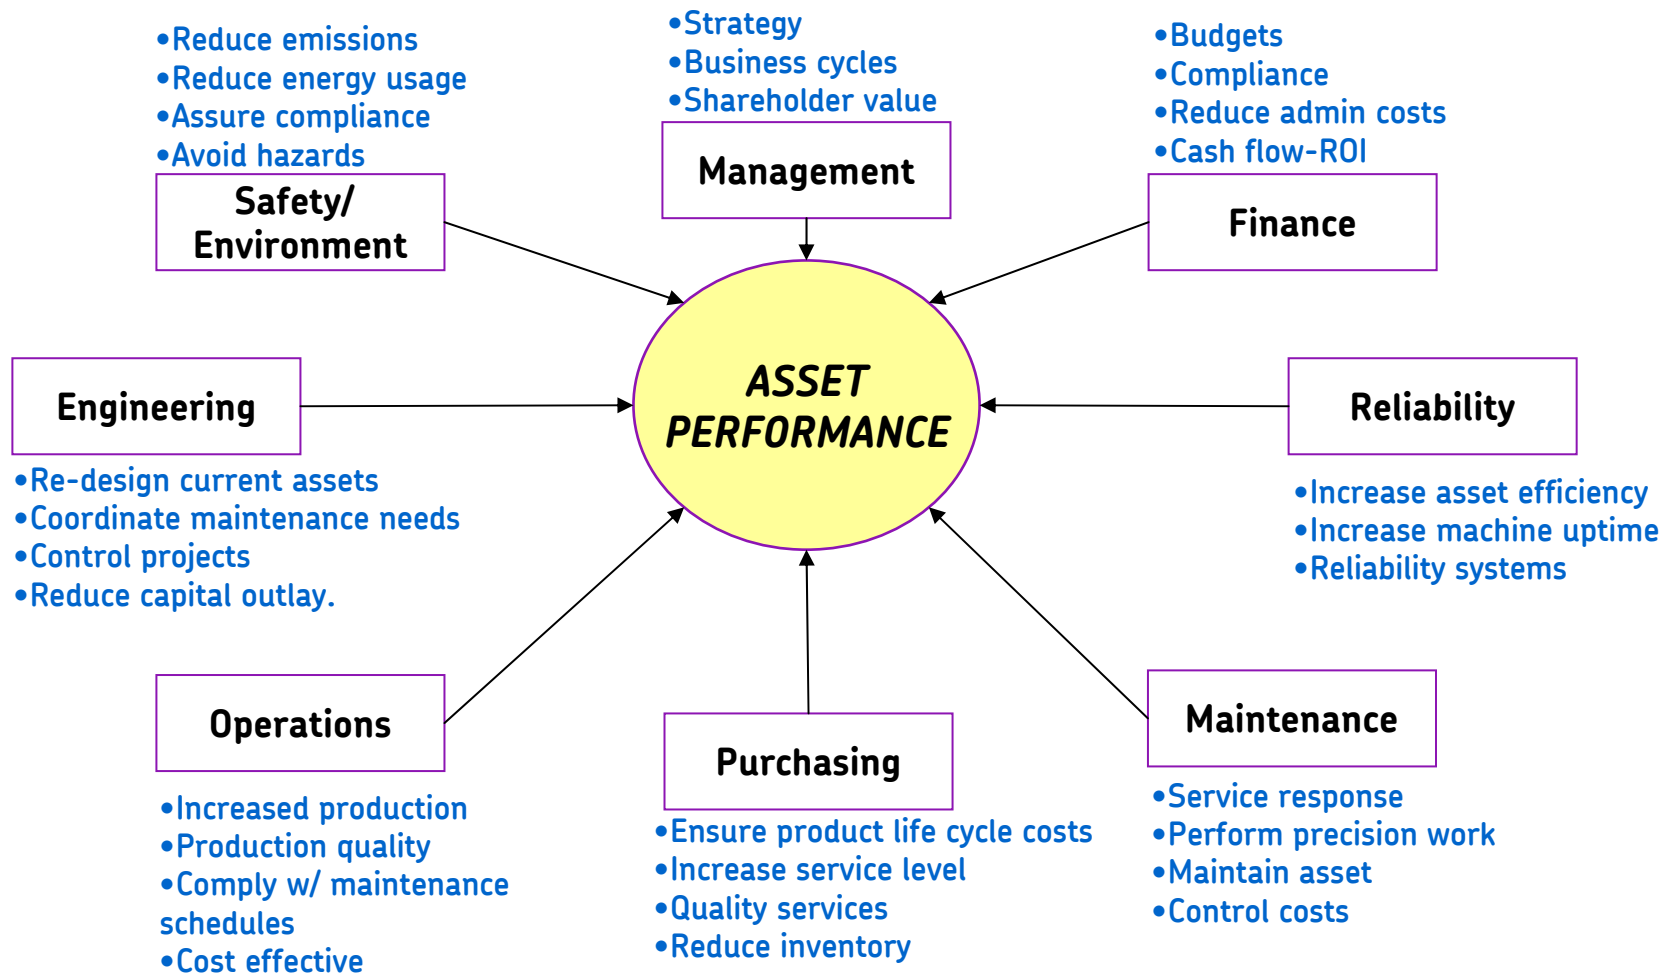 •Reduce emissions
•Reduce energy usage
•Assure compliance
•Avoid hazards
Safety/
Environment
•Strategy
•Business cycles
•Shareholder value
Management
•Budgets
•Compliance
•Reduce admin costs
•Cash flow-ROI
Finance
Engineering
•Re-design current assets
•Coordinate maintenance needs
•Control projects
•Reduce capital outlay.
ASSET
PERFORMANCE
Reliability
•Increase asset efficiency
•Increase machine uptime
•Reliability systems
Operations
•Increased production
•Production quality
•Comply w/ maintenance
schedules
•Cost effective
Purchasing
•Ensure product life cycle costs
•Increase service level
•Quality services
•Reduce inventory
Maintenance
•Service response
•Perform precision work
•Maintain asset
•Control costs